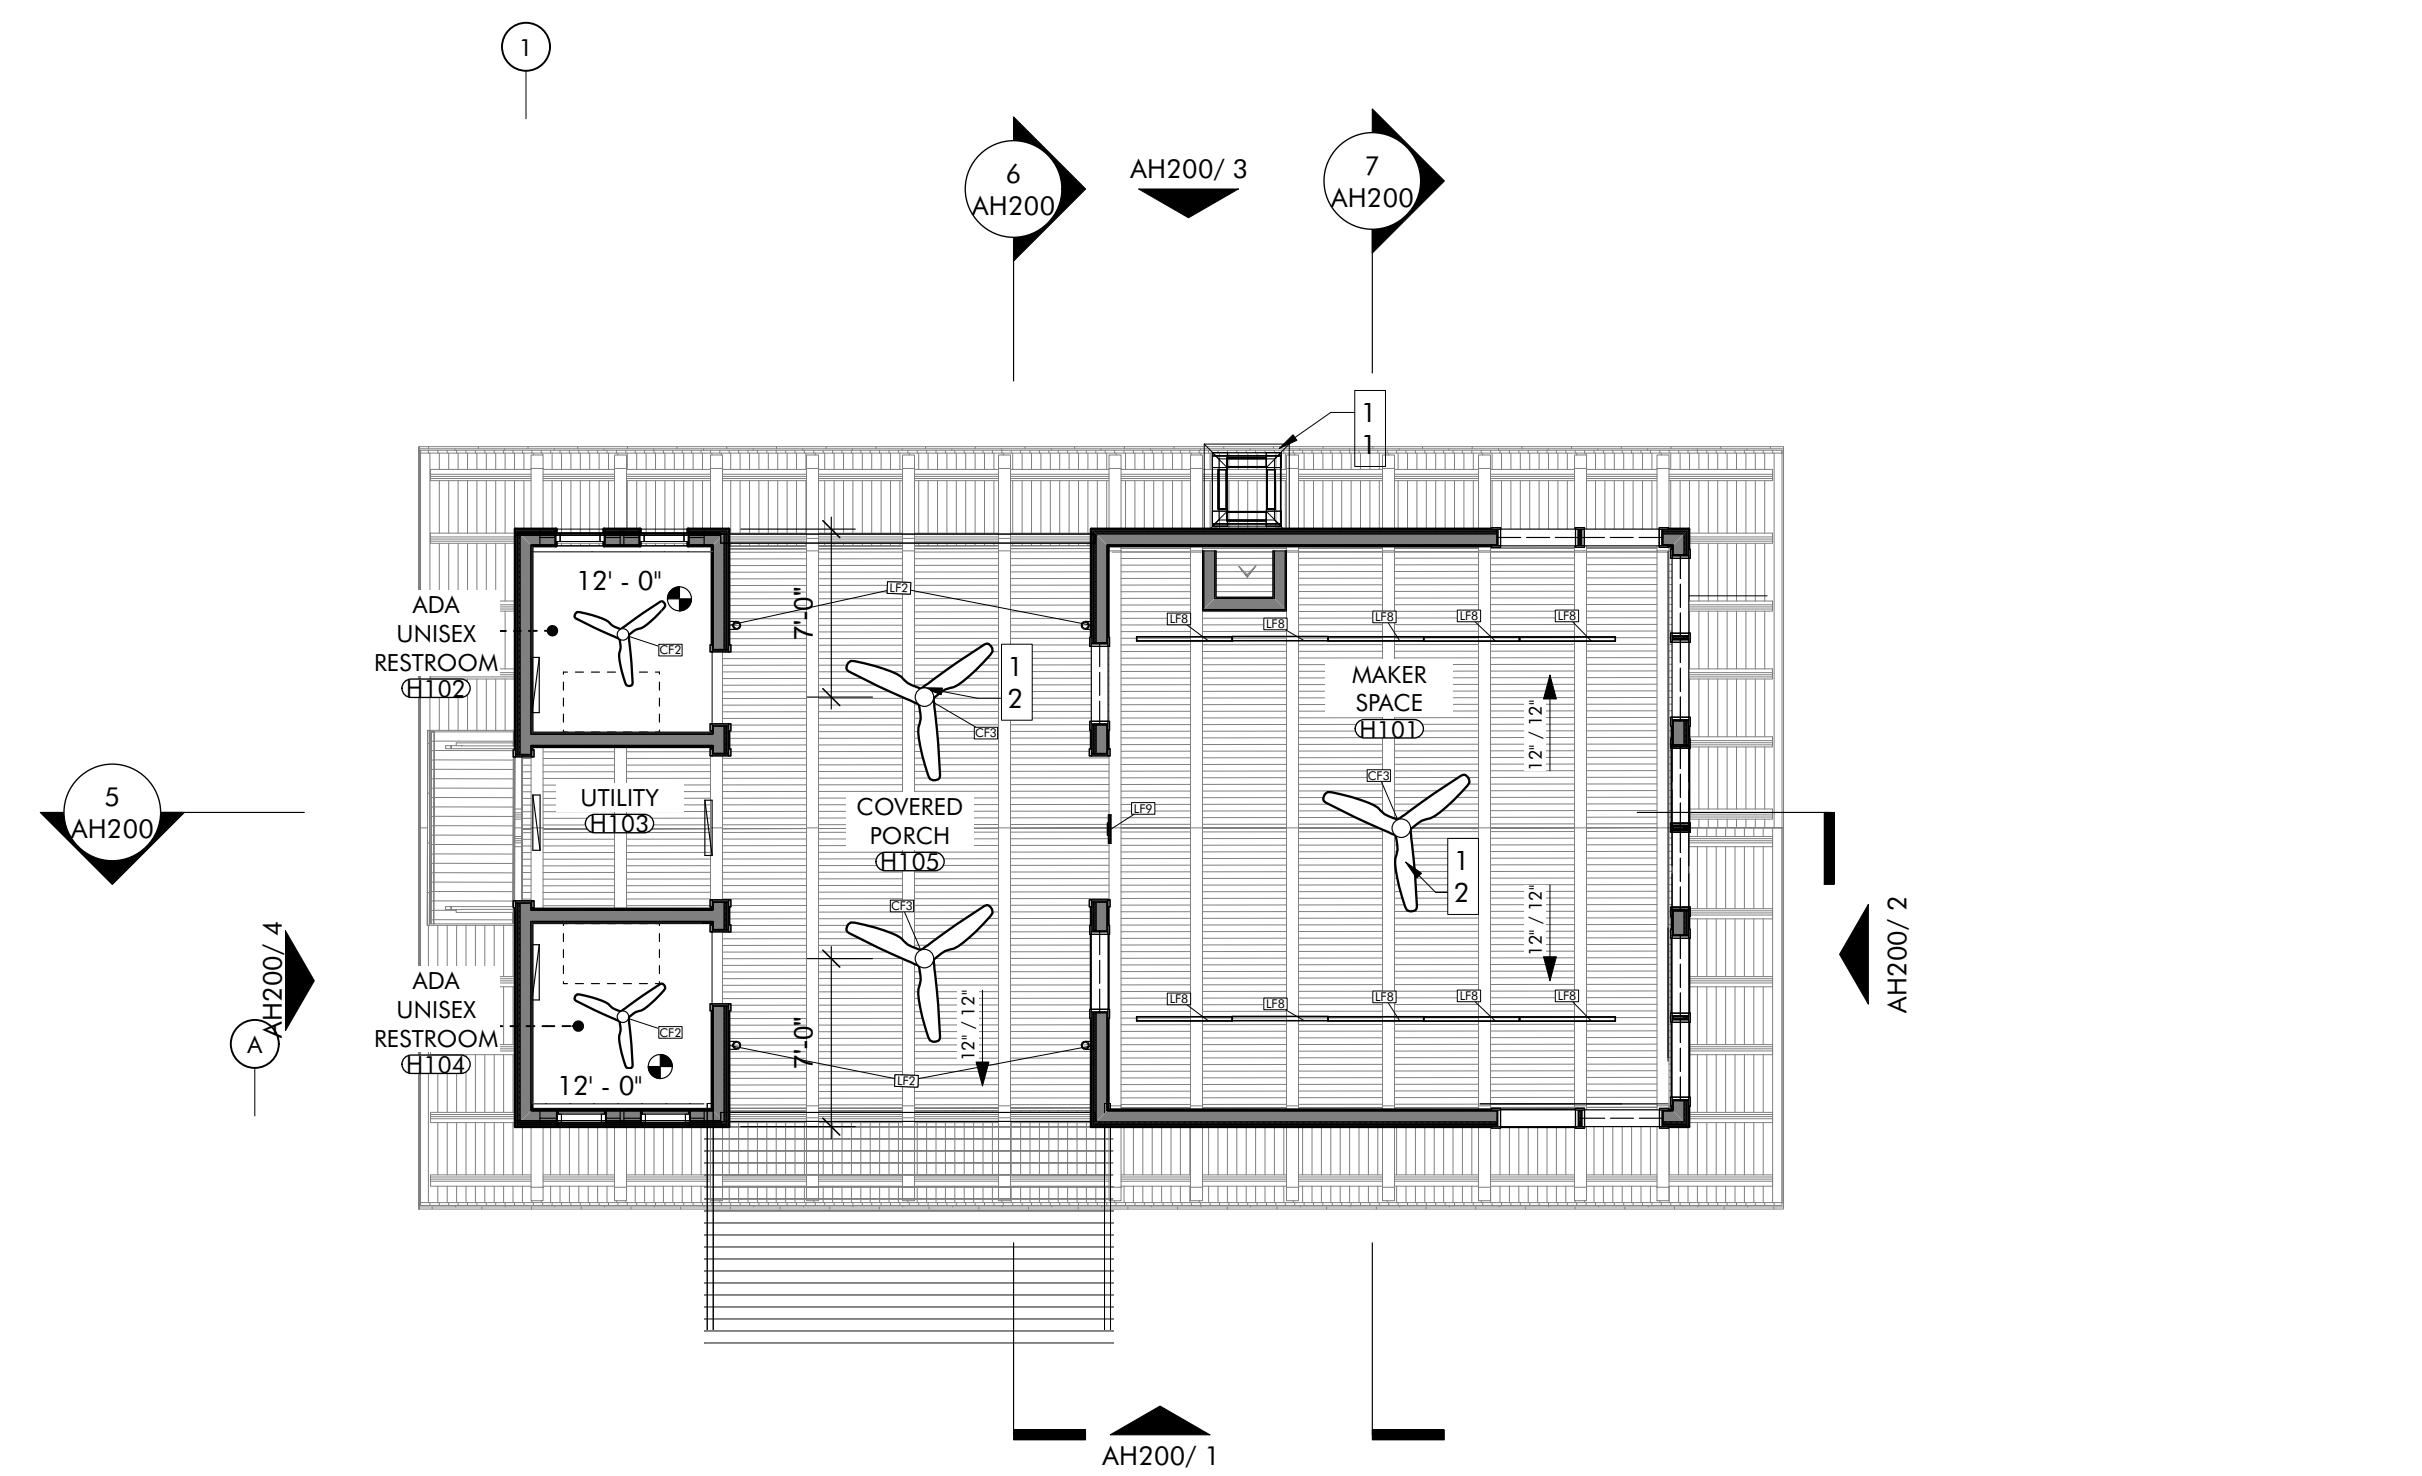 1
6
AH200
AH200/ 3
7
AH200
1
1
12' - 0"
ADA
UNISEX
RESTROOM
H102
CF2
7'-0"
LF2
1
2
CF3
LF8
LF8
LF8
LF8
LF8
MAKER
SPACE
H101
12" / 12"
5
AH200
UTILITY
H103
COVERED
PORCH
H105
LF9
CF3
1
2
CF3
12" / 12"
AH200/ 4
AH200/ 2
ADA
UNISEX
RESTROOM
H104
A
CF2
12' - 0"
7'-0"
12" / 12"
LF2
LF8
LF8
LF8
LF8
LF8
AH200/ 1